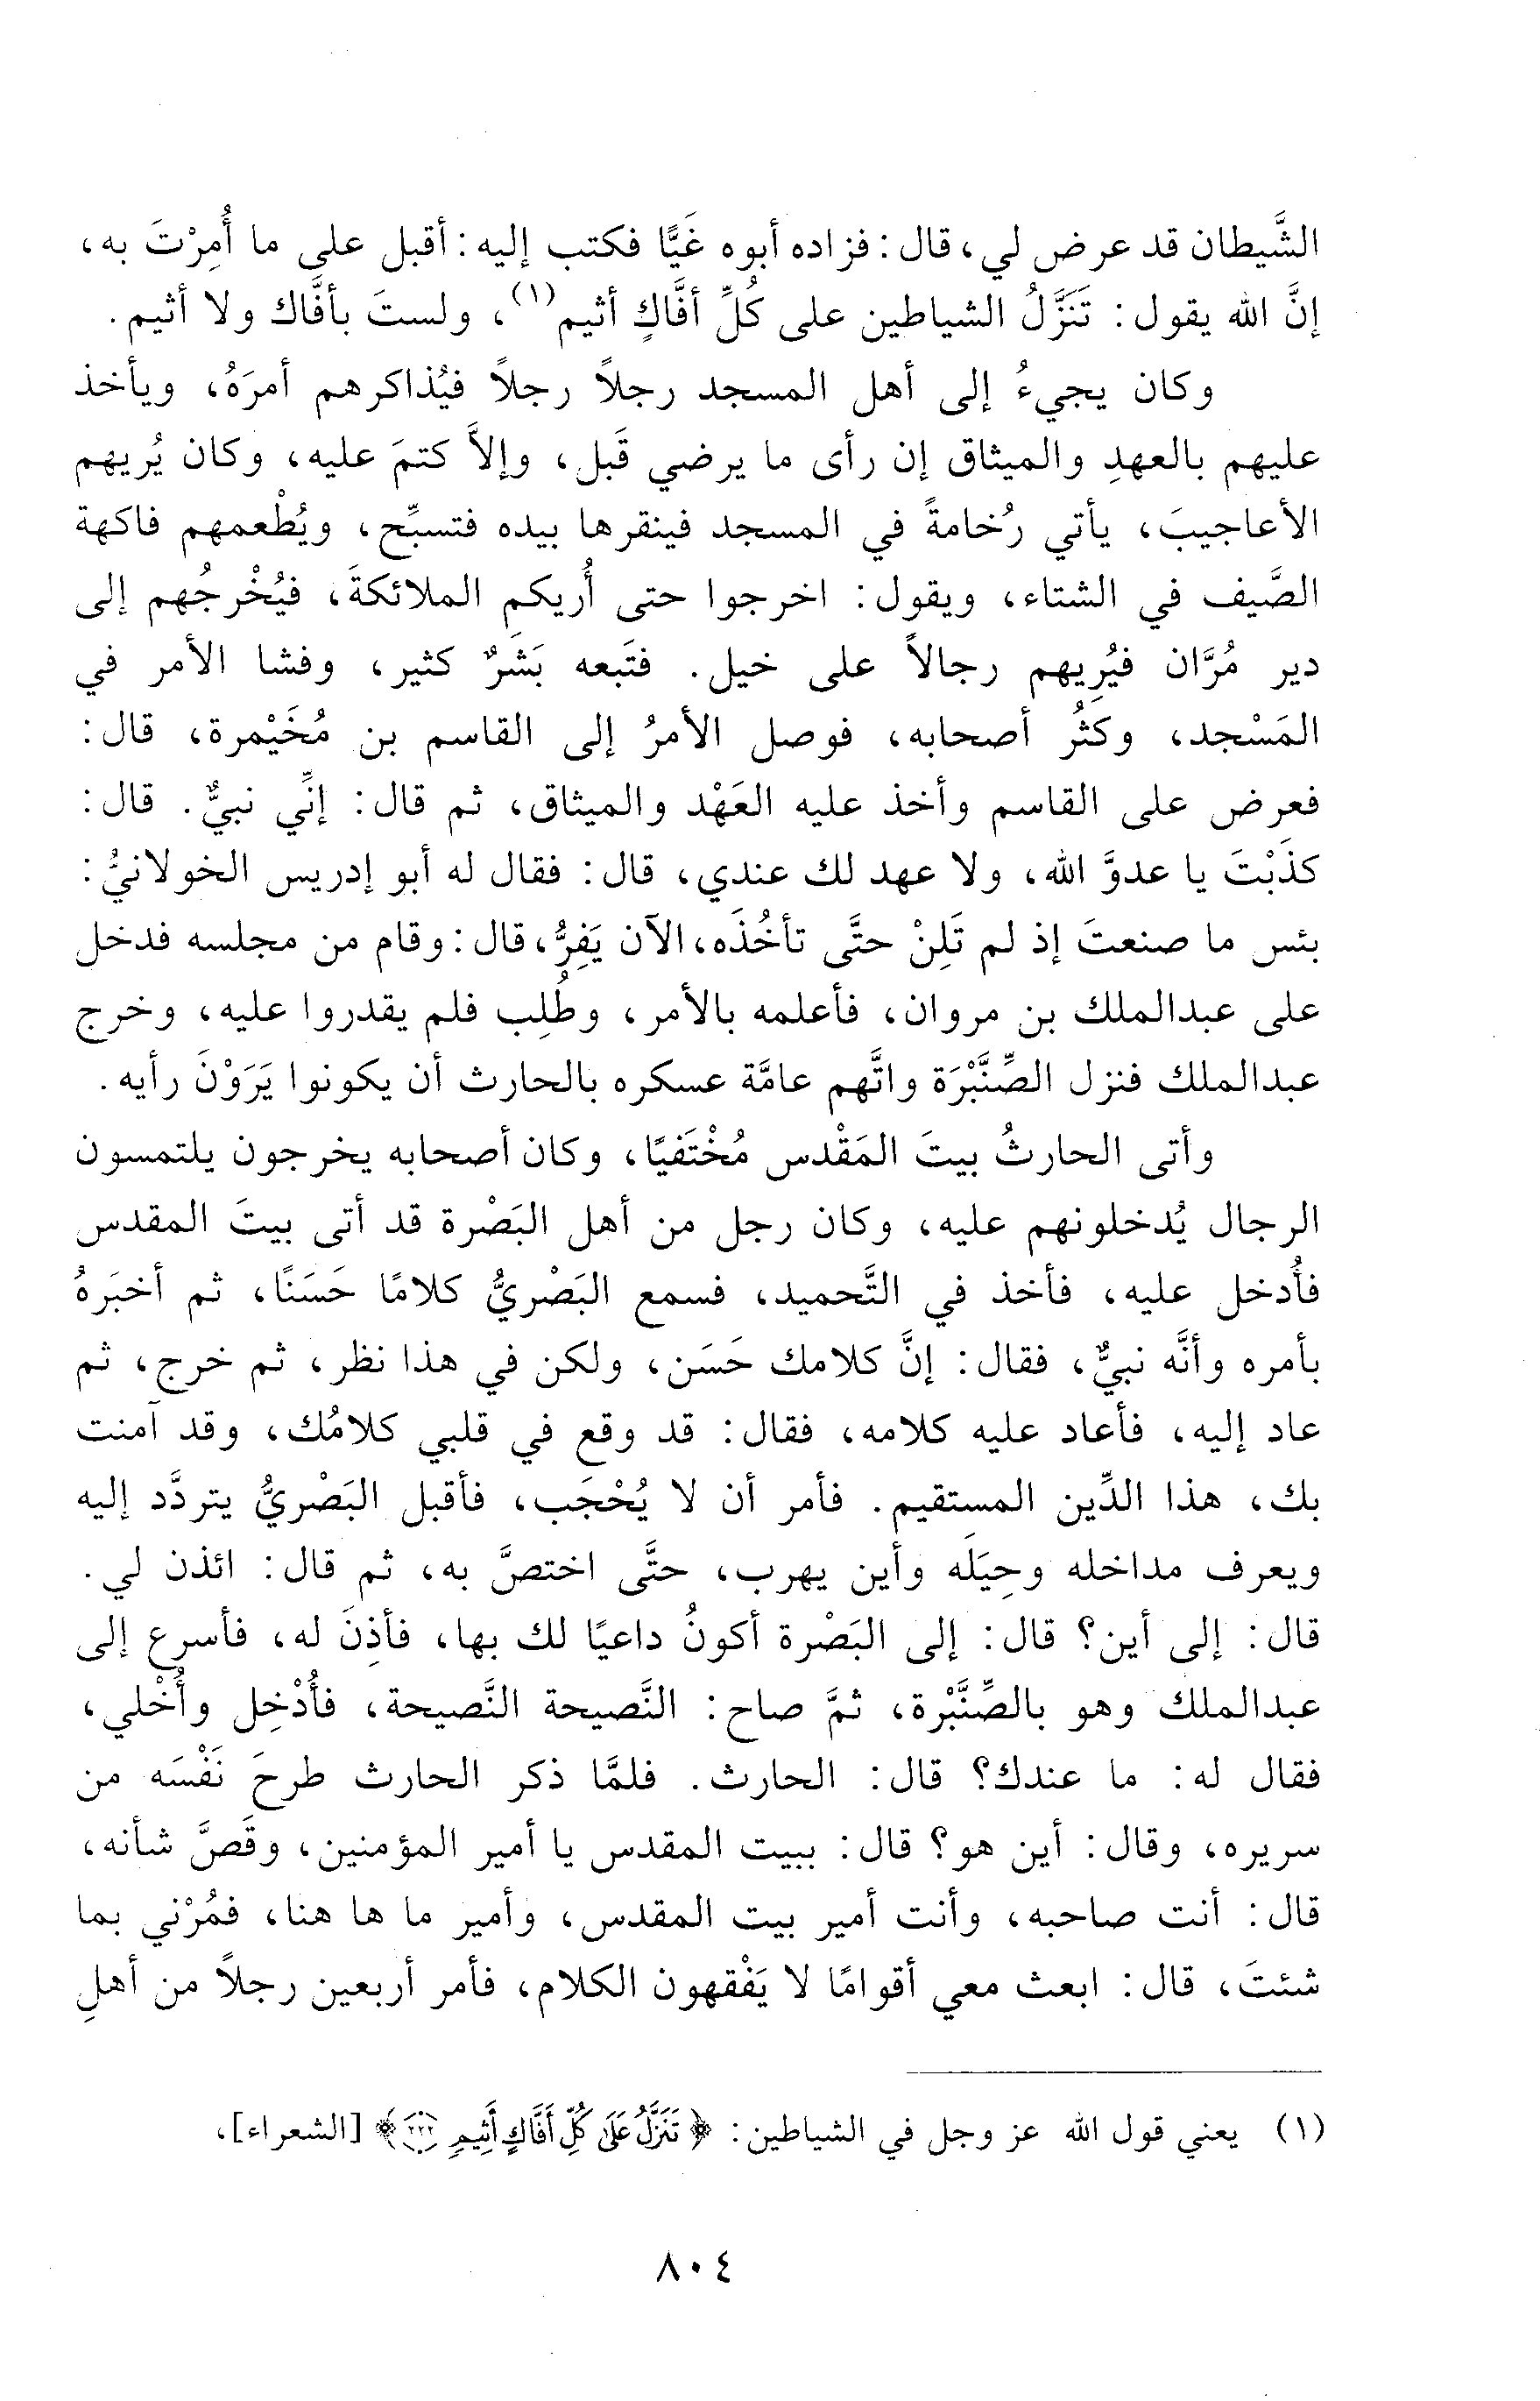 الشَّيطان قد عرض لي، قال: فزاده أبوه غَيًّا فكتب إليه: أقبل على ما أُمِرْتَ به،
إنَّ الله يقول: تَنَزَّلُ الشياطين على كُلِّ أفَّاكٍ أثيم(١)، ولستَ بأفَّاك ولا أثيم.
وكان يجيءُ إلى أهل المسجد رجلاً رجلاً فيُذاكرهم أمرَهُ، ويأخذ
عليهم بالعهدِ والميثاق إن رأى ما يرضي قَبل، وإلاَّ كتمَ عليه، وكان يُريهم
الأعاجيبَ، يأتي رُخامةً في المسجد فينقرها بيده فتسبِّح، ويُطْعمهم فاكهة
الصَّيف في الشتاء، ويقول: اخرجوا حتى أُريكم الملائكةَ، فيُخْرجُهم إلى
دير مُرَّان فيُرِيهم رجالاً على خيل. فتَبعه بَشَرٌ كثير، وفشا الأمر في
المَسْجد، وكثُر أصحابه، فوصل الأمرُ إلى القاسم بن مُخَيْمرة، قال:
فعرض على القاسم وأخذ عليه العَهْد والميثاق، ثم قال: إنِّي نبيٌّ. قال:
كذَبْتَ يا عدوَّ الله، ولا عهد لك عندي، قال: فقال له أبو إدريس الخولانيُّ:
بئس ما صنعتَ إذ لم تَلِنْ حتَّى تأخُذَه، الآن يَفِرُّ، قال: وقام من مجلسه فدخل
على عبدالملك بن مروان، فأعلمه بالأمر، وطُلِب فلم يقدروا عليه، وخرج
عبدالملك فنزل الصِّنَّبْرَة واتَّهم عامَّة عسكره بالحارث أن يكونوا يَرَوْنَ رأيه.
وأتى الحارثُ بيتَ المَقْدس مُخْتَفيًا، وكان أصحابه يخرجون يلتمسون
الرجال يُدخلونهم عليه، وكان رجل من أهل البَصْرة قد أتى بيتَ المقدس
فأُدخل عليه، فأخذ في التَّحميد، فسمع البَصْريُّ كلامًا حَسَنًا، ثم أخبَرهُ
بأمره وأنَّه نبيٌّ، فقال: إنَّ كلامك حَسَن، ولكن في هذا نظر، ثم خرج، ثم
عاد إليه، فأعاد عليه كلامه، فقال: قد وقع في قلبي كلامُك، وقد آمنت
بك، هذا الدِّين المستقيم. فأمر أن لا يُحْجَب، فأقبل البَصْريُّ يتردَّد إليه
ويعرف مداخله وحِيَلَه وأين يهرب، حتَّى اختصَّ به، ثم قال: ائذن لي.
قال: إلى أين؟ قال: إلى البَصْرة أكونُ داعيًا لك بها، فأذِنَ له، فأسرع إلى
عبدالملك وهو بالصِّنَّبْرة، ثمَّ صاح: النَّصيحة النَّصيحة، فأُدْخِل وأُخْلي،
فقال له: ما عندك؟ قال: الحارث. فلمَّا ذكر الحارث طرحَ نَفْسَه من
سريره، وقال: أين هو؟ قال: ببيت المقدس يا أمير المؤمنين، وقَصَّ شأنه،
قال: أنت صاحبه، وأنت أمير بيت المقدس، وأمير ما ها هنا، فمُرْني بما
شئتَ، قال: ابعث معي أقوامًا لا يَفْقهون الكلام، فأمر أربعين رجلاً من أهلِ
(١) يعني قول الله عز وجل في الشياطين: ﴿تَنَزَّلُ عَلَىٰ كُلِّ أَفَّاكٍ أَثِيمٍ ٢٢٢﴾ [الشعراء]،
٨٠٤